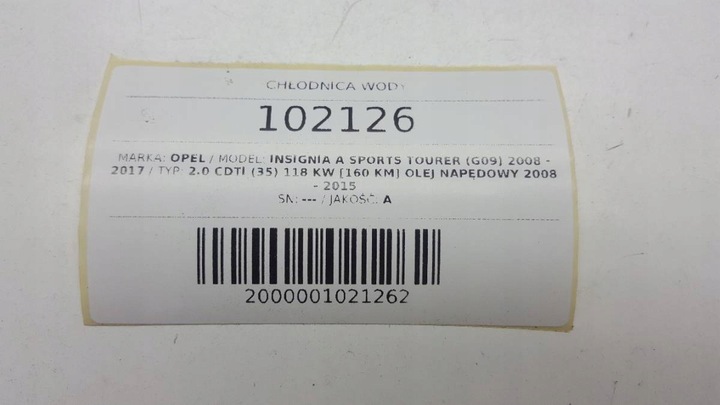 CHŁODNICA WODY
102126
MARKA: OPEL / MODEL: INSIGNIA A SPORTS TOURER (G09) 2008 -
2017 / TYP: 2.0 CDTI (35) 118 KW [160 KM] OLEJ NAPĘDOWY 2008
- 2015
SN: --- / JAKOŚĆ: A
2000001021262